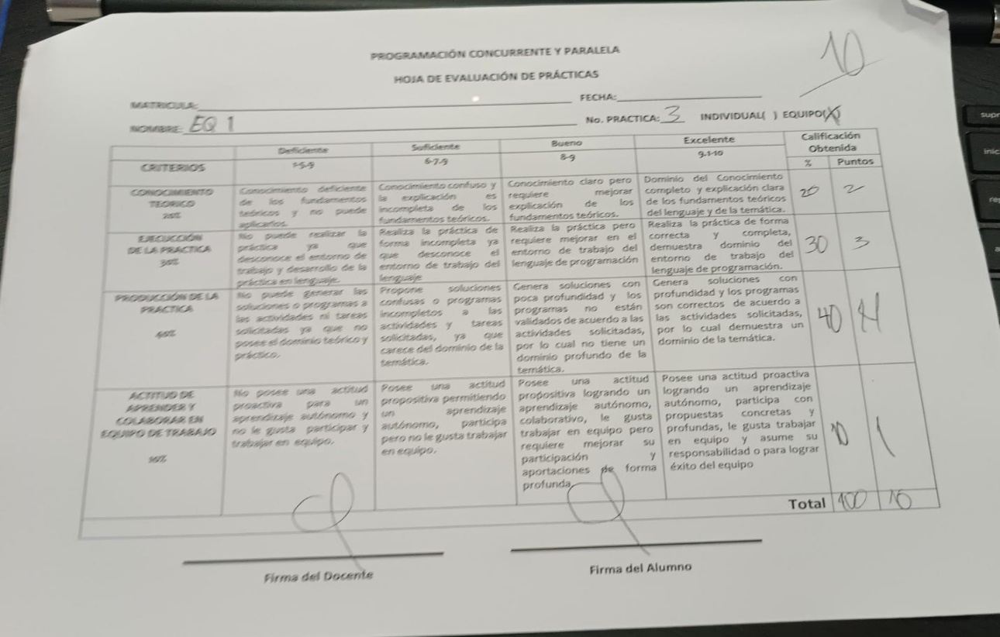 PROGRAMACIÓN CONCURRENTE Y PARALELA
10
HOJA DE EVALUACIÓN DE PRÁCTICAS
MATRICULA: FECHA:
NOMBRE: EQ 1 No. PRACTICA: 3 INDIVIDUAL( ) EQUIPO(X)
CRITERIOS
Deficiente
1-5.9
Suficiente
6-7.9
Bueno
8-9
Excelente
9.1-10
Calificación
Obtenida
% Puntos
CONOCIMIENTO
TEORICO
20%
Conocimiento deficiente
de los fundamentos
teóricos y no puede
aplicarlos.
Conocimiento confuso y
la explicación es
incompleta de los
fundamentos teóricos.
Conocimiento claro pero
requiere mejorar
explicación de los
fundamentos teóricos.
Dominio del Conocimiento
completo y explicación clara
de los fundamentos teóricos
del lenguaje y de la temática.
20 2
EJECUCIÓN
DE LA PRACTICA
30%
No puede realizar la
práctica ya que
desconoce el entorno de
trabajo y desarrollo de la
práctica en lenguaje.
Realiza la práctica de
forma incompleta ya
que desconoce el
entorno de trabajo del
lenguaje
Realiza la práctica pero
requiere mejorar en el
entorno de trabajo del
lenguaje de programación
Realiza la práctica de forma
correcta y completa,
demuestra dominio del
entorno de trabajo del
lenguaje de programación.
30 3
PRODUCCIÓN DE LA
PRACTICA
40%
No puede generar las
soluciones o programas a
las actividades ni tareas
solicitadas ya que no
posee el dominio teórico y
práctico.
Propone soluciones
confusas o programas
incompletos a las
actividades y tareas
solicitadas, ya que
carece del dominio de la
temática.
Genera soluciones con
poca profundidad y los
programas no están
validados de acuerdo a las
actividades solicitadas,
por lo cual no tiene un
dominio profundo de la
temática.
Genera soluciones con
profundidad y los programas
son correctos de acuerdo a
las actividades solicitadas,
por lo cual demuestra un
dominio de la temática.
40 4
ACTITUD DE
APRENDER Y
COLABORAR EN
EQUIPO DE TRABAJO
10%
No posee una actitud
proactiva para un
aprendizaje autónomo y
no le gusta participar y
trabajar en equipo.
Posee una actitud
propositiva permitiendo
un aprendizaje
autónomo, participa
pero no le gusta trabajar
en equipo.
Posee una actitud
propositiva logrando un
aprendizaje autónomo,
colaborativo, le gusta
trabajar en equipo pero
requiere mejorar su
participación y
aportaciones de forma
profunda.
Posee una actitud proactiva
logrando un aprendizaje
autónomo, participa con
propuestas concretas y
profundas, le gusta trabajar
en equipo y asume su
responsabilidad o para lograr
éxito del equipo
10 1
Total 100 10
Firma del Docente
Firma del Alumno
supr
inic